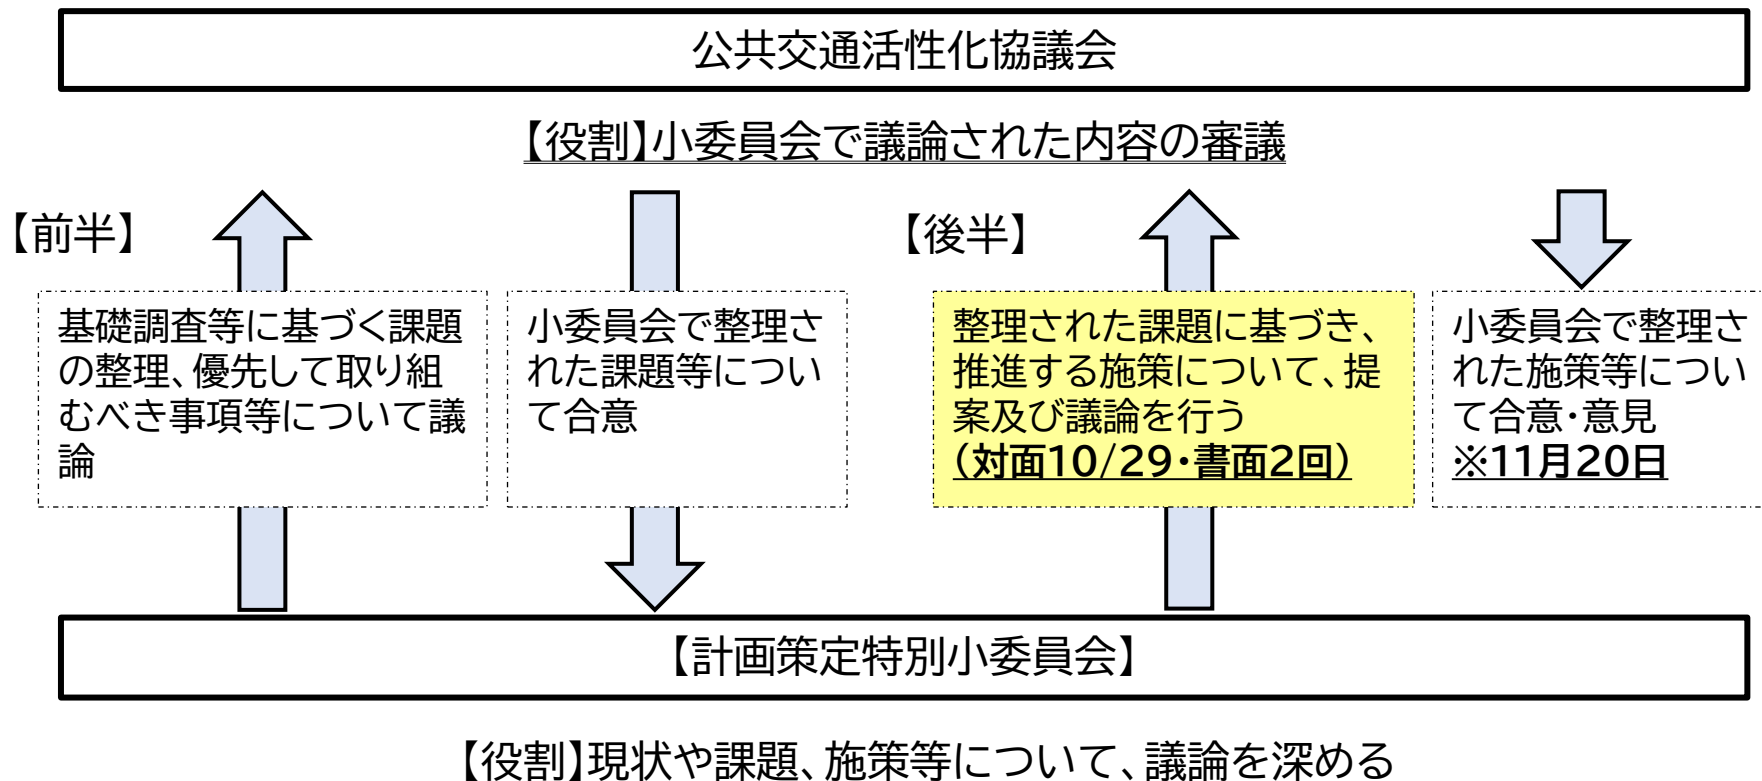 公共交通活性化協議会
【役割】小委員会で議論された内容の審議
【前半】
基礎調査等に基づく課題
の整理、優先して取り組
むべき事項等について議
論
小委員会で整理さ
れた課題等につい
て合意
【後半】
整理された課題に基づき、
推進する施策について、提
案及び議論を行う
(対面10/29・書面2回)
小委員会で整理さ
れた施策等につい
て合意・意見
※11月20日
【計画策定特別小委員会】
【役割】現状や課題、施策等について、議論を深める